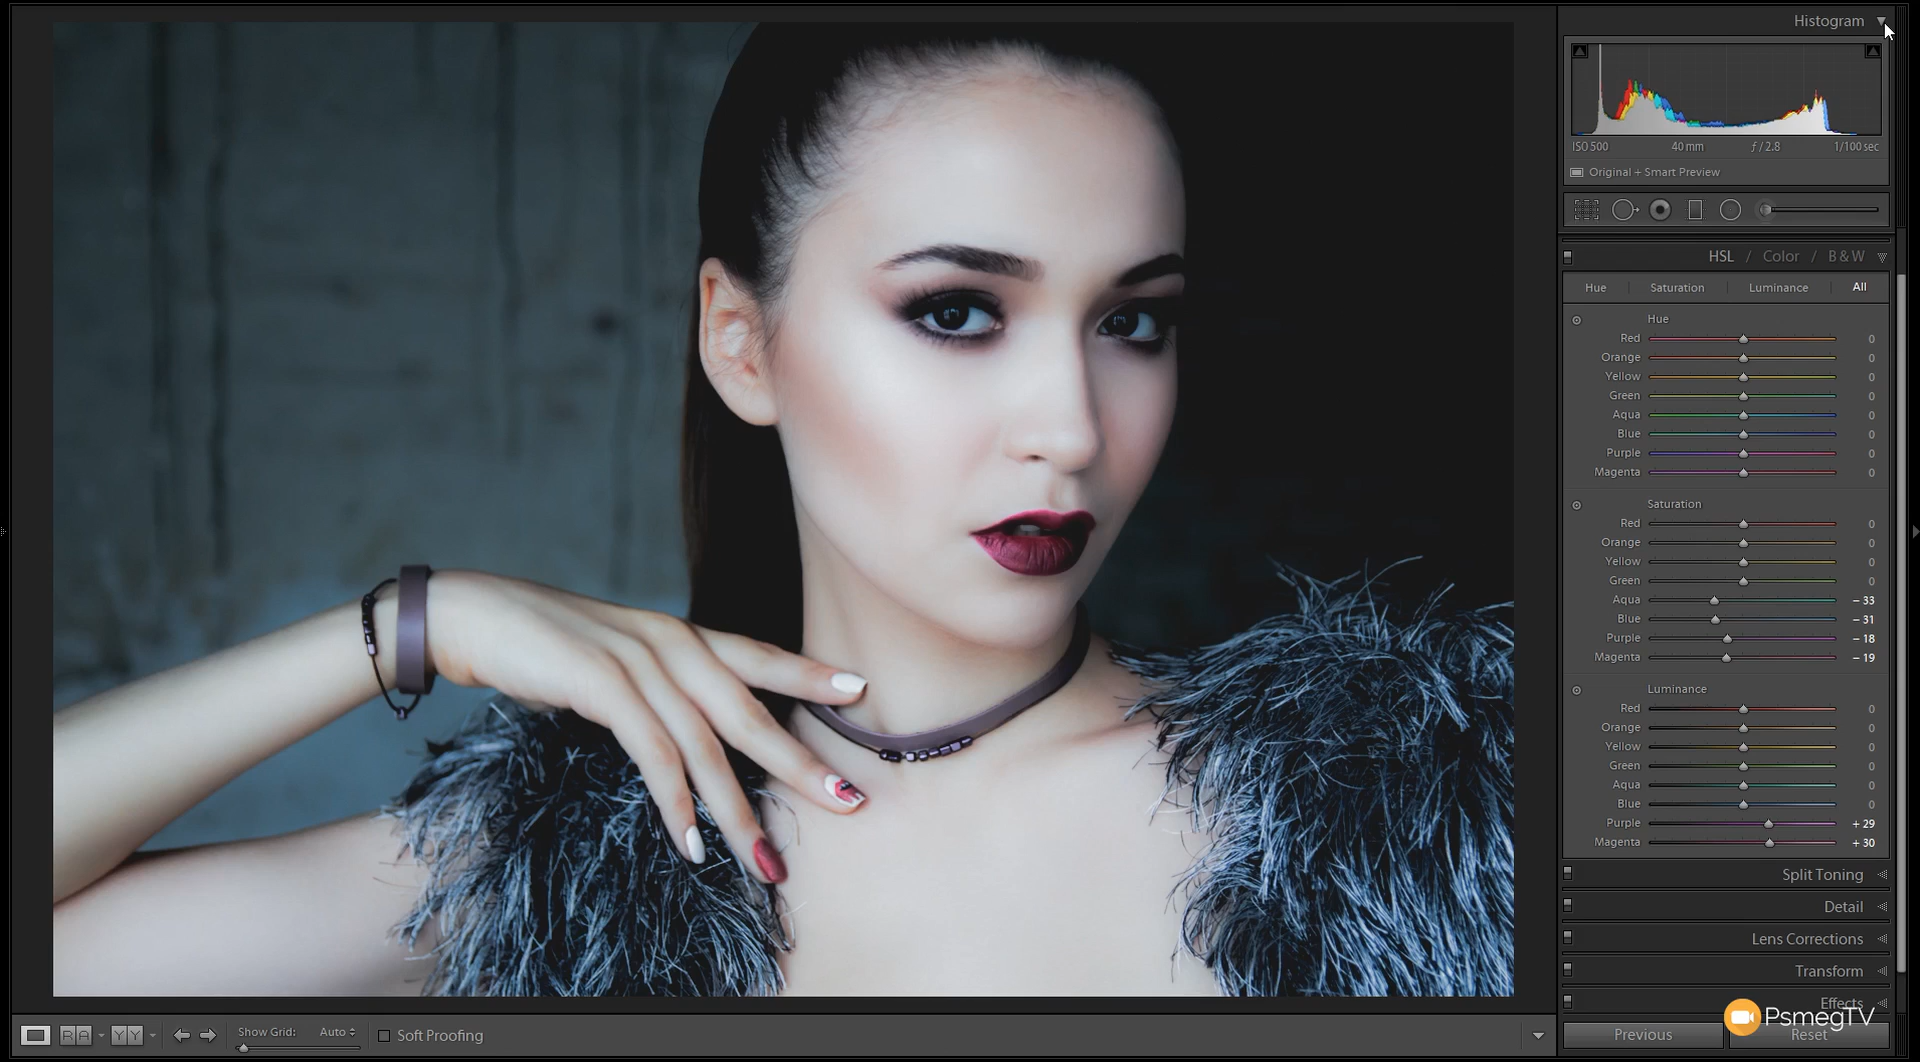 Histogram
ISO 500 40 mm ƒ / 2.8 1/100 sec
Original + Smart Preview
HSL / Color / B & W
Hue Saturation Luminance All
Hue
Red 0
Orange 0
Yellow 0
Green 0
Aqua 0
Blue 0
Purple 0
Magenta 0
Saturation
Red 0
Orange 0
Yellow 0
Green 0
Aqua − 33
Blue − 31
Purple − 18
Magenta − 19
Luminance
Red 0
Orange 0
Yellow 0
Green 0
Aqua 0
Blue 0
Purple + 29
Magenta + 30
Split Toning
Detail
Lens Corrections
Transform
Effects
PsmegTV
R A Y Y Show Grid: Auto Soft Proofing
Previous Reset